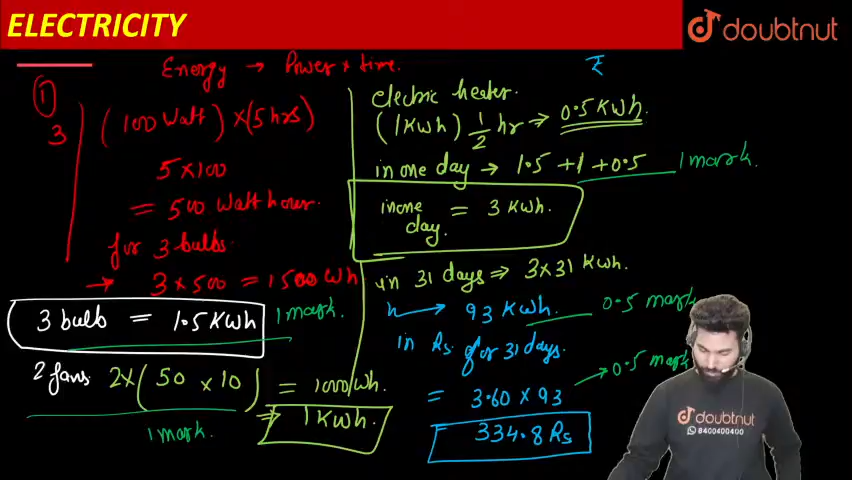 ELECTRICITY
doubtnut
Energy → Power × time.
①
3 (100 Watt) × (5 hrs)
5 × 100
= 500 Watt hour.
for 3 bulbs.
→ 3 × 500 = 1500 Wh
3 bulb = 1.5 KWh
1 mark.
2 fans 2× (50 × 10) = 1000 Wh.
⇒ 1 KWh.
1 mark.
electric heater.
(1KWh) 1/2 hr → 0.5 KWh.
in one day → 1.5 + 1 + 0.5
1 mark.
in one day. = 3 KWh.
in 31 days ⇒ 3 × 31 KWh.
→ 93 KWh.
0.5 mark
in Rs for 31 days.
→ 0.5 mark
= 3.60 × 93
334.8 Rs
doubtnut
8400400400